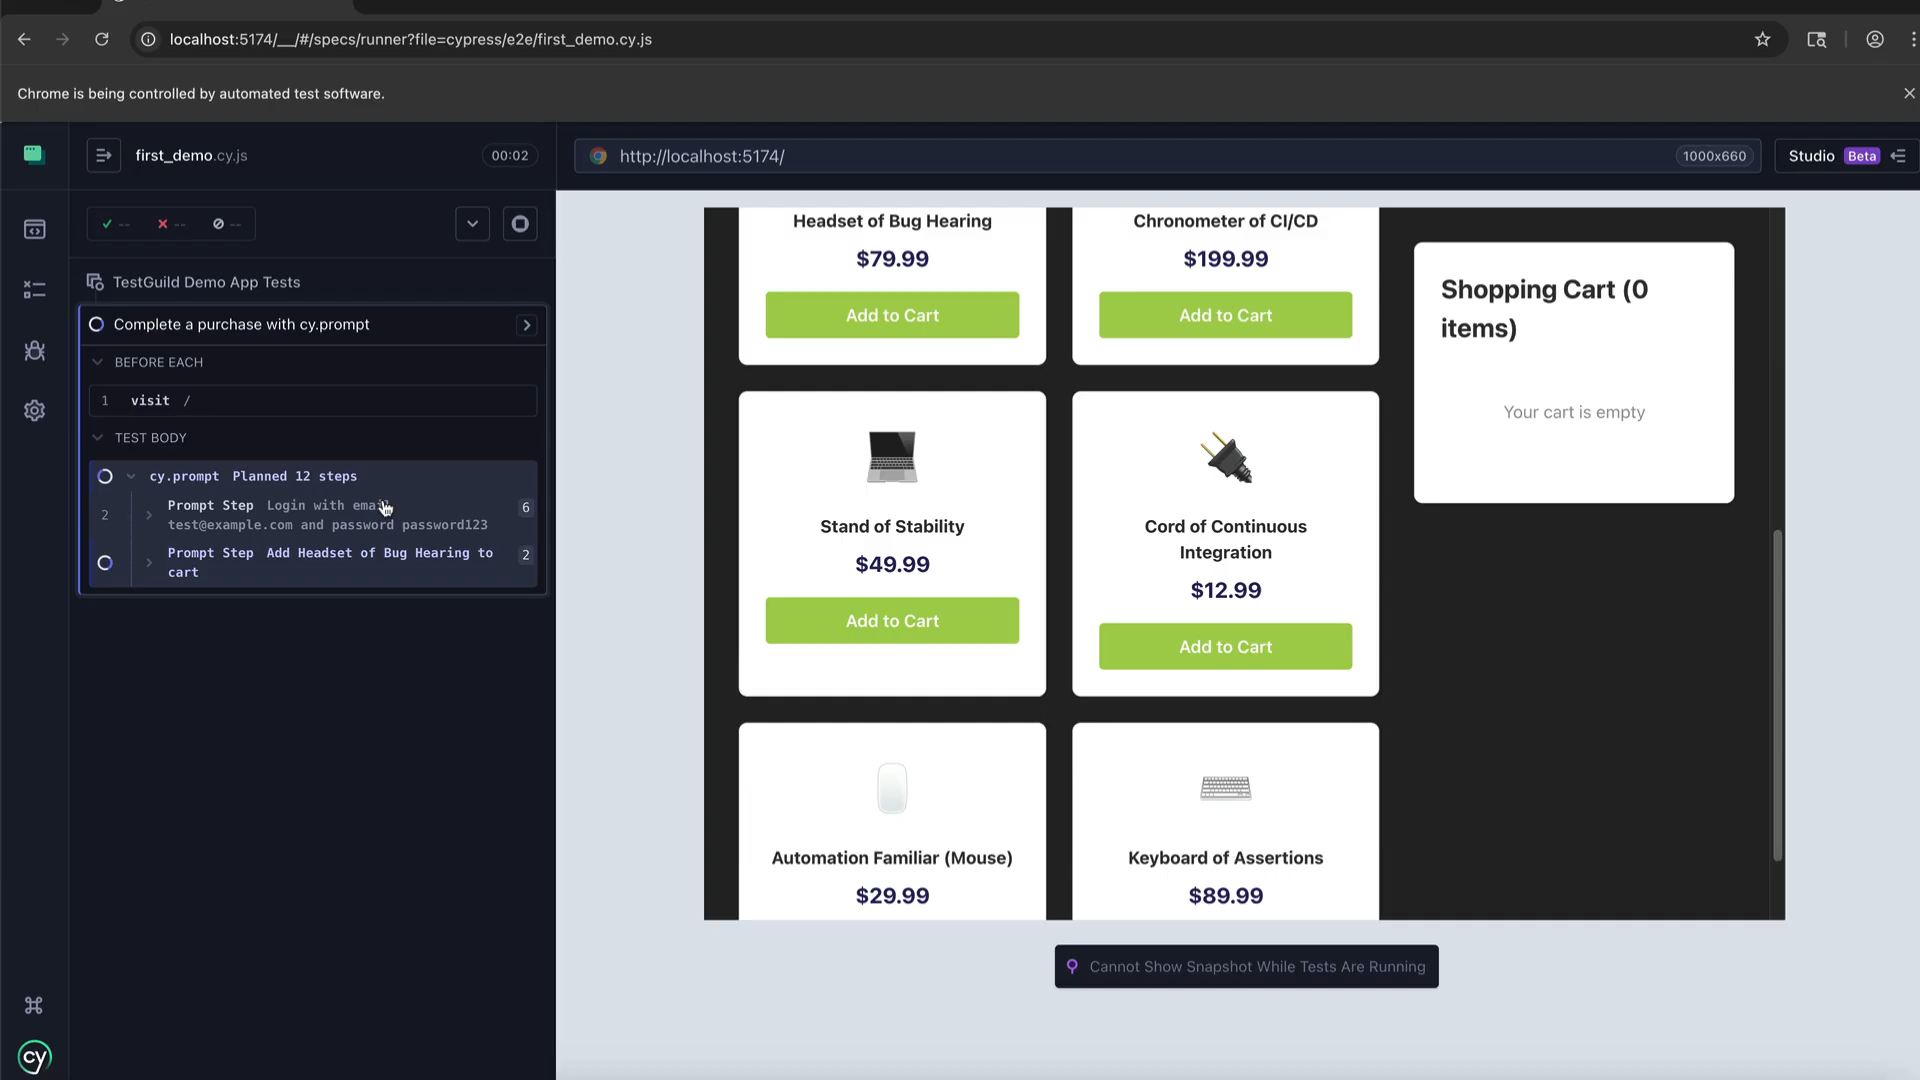 localhost:5174/__/#/specs/runner?file=cypress/e2e/first_demo.cy.js
Chrome is being controlled by automated test software.
first_demo.cy.js
00:02
http://localhost:5174/
1000x660
Studio Beta
-- -- --
TestGuild Demo App Tests
Complete a purchase with cy.prompt
BEFORE EACH
1 visit /
TEST BODY
cy.prompt Planned 12 steps
2 Prompt Step Login with email
test@example.com and password password123
6
Prompt Step Add Headset of Bug Hearing to
cart
2
cy
Headset of Bug Hearing
$79.99
Add to Cart
Chronometer of CI/CD
$199.99
Add to Cart
Stand of Stability
$49.99
Add to Cart
Cord of Continuous
Integration
$12.99
Add to Cart
Automation Familiar (Mouse)
$29.99
Keyboard of Assertions
$89.99
Shopping Cart (0
items)
Your cart is empty
Cannot Show Snapshot While Tests Are Running